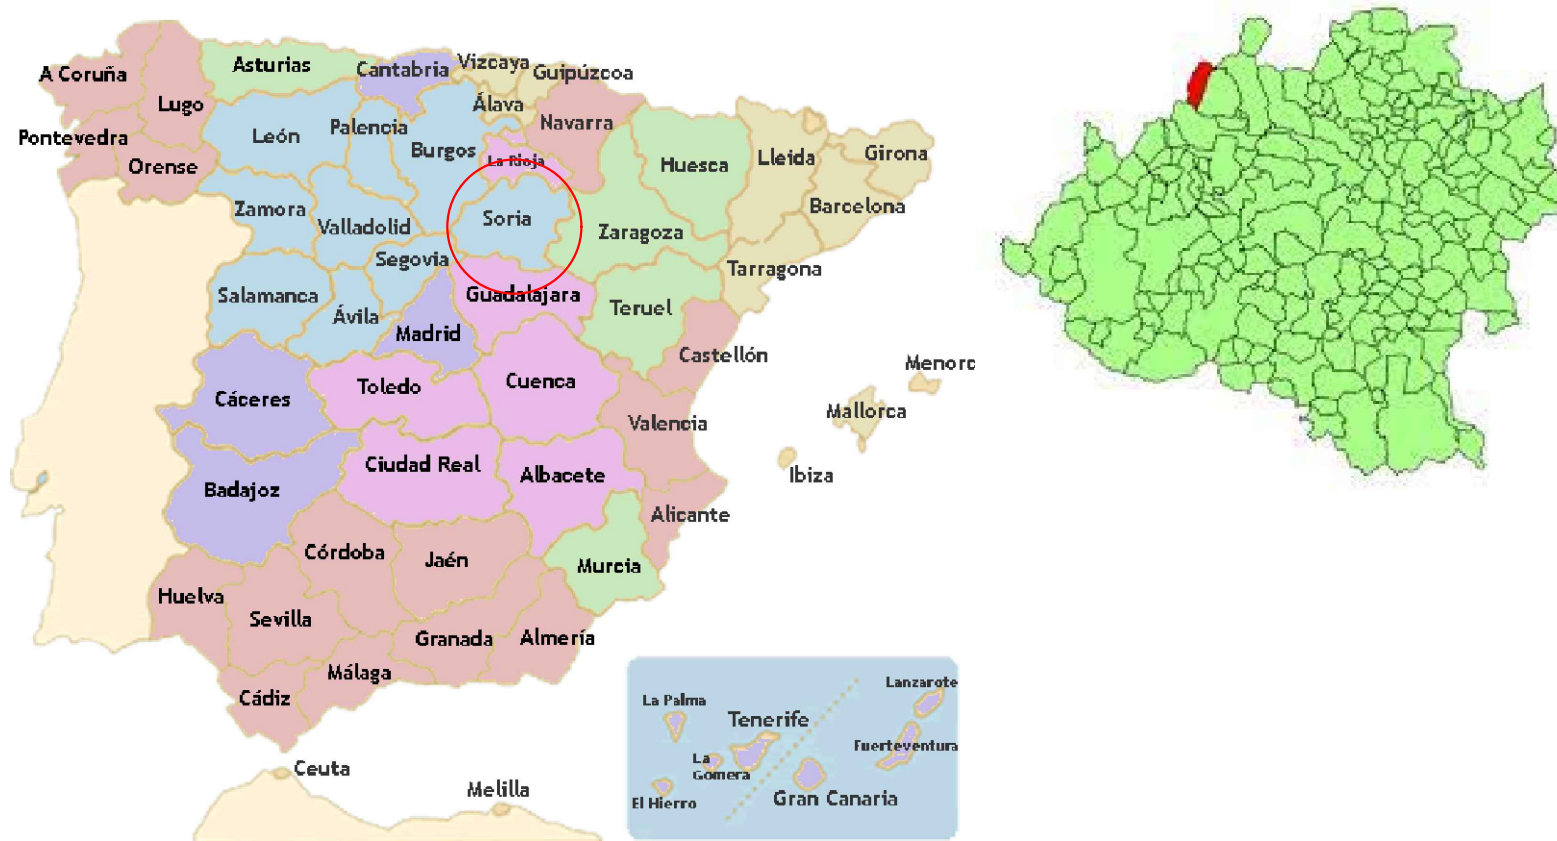 A Coruña
Lugo
Pontevedra
Orense
Asturias
Cantabria
Vizcaya
Guipúzcoa
Álava
Navarra
León
Palencia
Burgos
La Rioja
Huesca
Lleida
Girona
Barcelona
Zamora
Valladolid
Soria
Zaragoza
Segovia
Tarragona
Salamanca
Ávila
Guadalajara
Teruel
Madrid
Castellón
Menorc
Cáceres
Toledo
Cuenca
Mallorca
Valencia
Ciudad Real
Albacete
Ibiza
Badajoz
Alicante
Córdoba
Jaén
Murcia
Huelva
Sevilla
Granada
Almería
Málaga
Cádiz
Ceuta
Melilla
Lanzarote
La Palma
Tenerife
Fuerteventura
La
Gomera
El Hierro
Gran Canaria